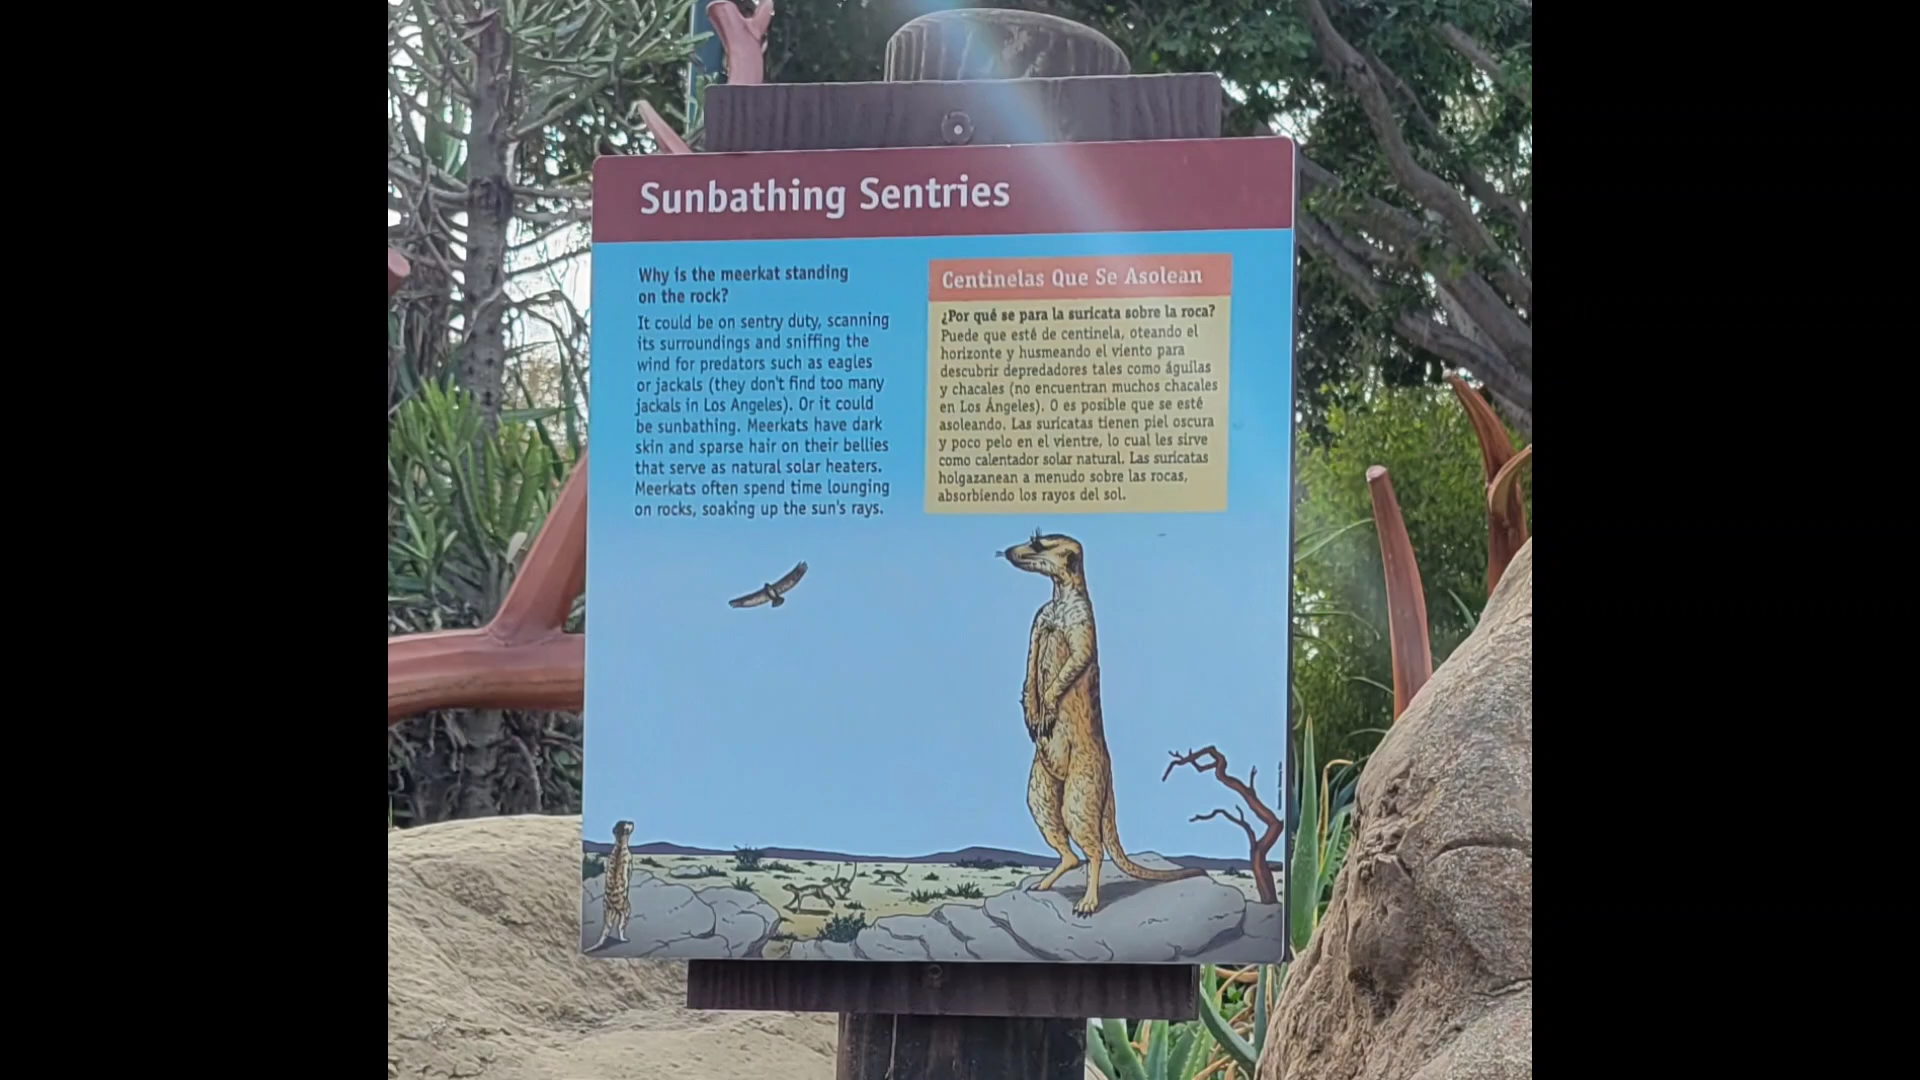 Sunbathing Sentries
Why is the meerkat standing
on the rock?
It could be on sentry duty, scanning
its surroundings and sniffing the
wind for predators such as eagles
or jackals (they don't find too many
jackals in Los Angeles). Or it could
be sunbathing. Meerkats have dark
skin and sparse hair on their bellies
that serve as natural solar heaters.
Meerkats often spend time lounging
on rocks, soaking up the sun's rays.
Centinelas Que Se Asolean
¿Por qué se para la suricata sobre la roca?
Puede que esté de centinela, oteando el
horizonte y husmeando el viento para
descubrir depredadores tales como águilas
y chacales (no encuentran muchos chacales
en Los Ángeles). O es posible que se esté
asoleando. Las suricatas tienen piel oscura
y poco pelo en el vientre, lo cual les sirve
como calentador solar natural. Las suricatas
holgazanean a menudo sobre las rocas,
absorbiendo los rayos del sol.